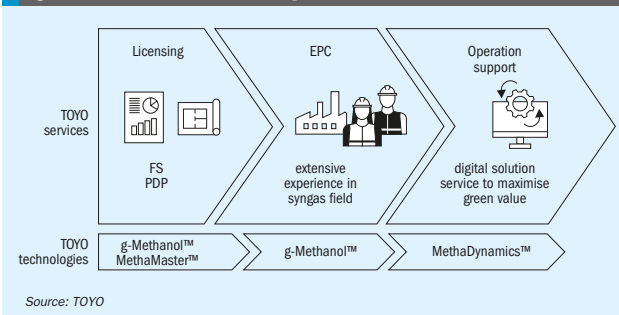 Licensing
EPC
Operation
support
TOYO
services
FS
PDP
extensive
experience in
syngas field
digital solution
service to maximise
green value
TOYO
technologies
g-Methanol™
MethaMaster™
g-Methanol™
MethaDynamics™
Source: TOYO